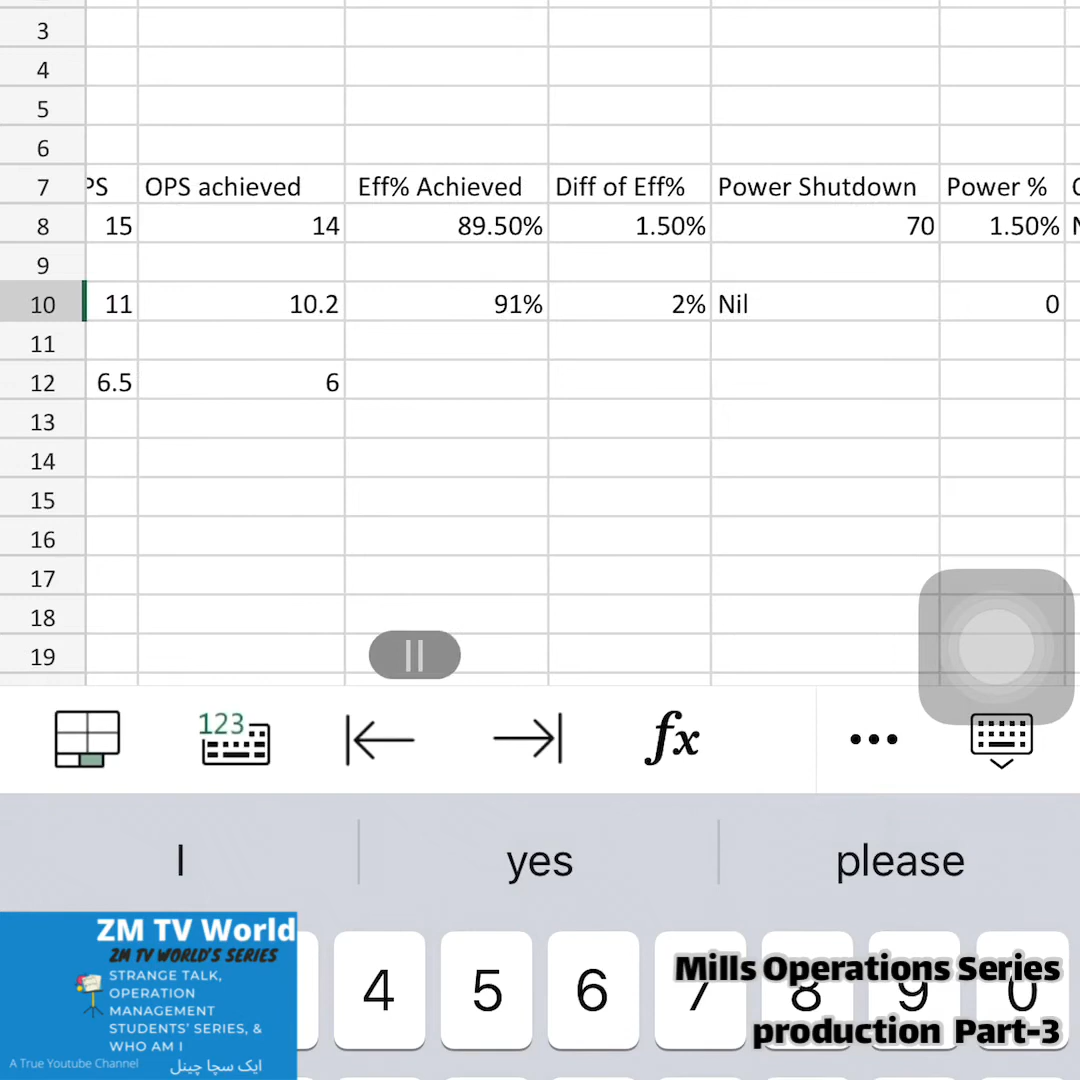 3
4
5
6
7 PS OPS achieved Eff% Achieved Diff of Eff% Power Shutdown Power %
8 15 14 89.50% 1.50% 70 1.50%
9
10 11 10.2 91% 2% Nil 0
11
12 6.5 6
13
14
15
16
17
18
19
123
fx
I yes please
4 5 6 7 8 9 0
ZM TV World
ZM TV WORLD'S SERIES
STRANGE TALK,
OPERATION
MANAGEMENT
STUDENTS' SERIES, &
WHO AM I
A True Youtube Channel ایک سچا چینل
Mills Operations Series
production Part-3